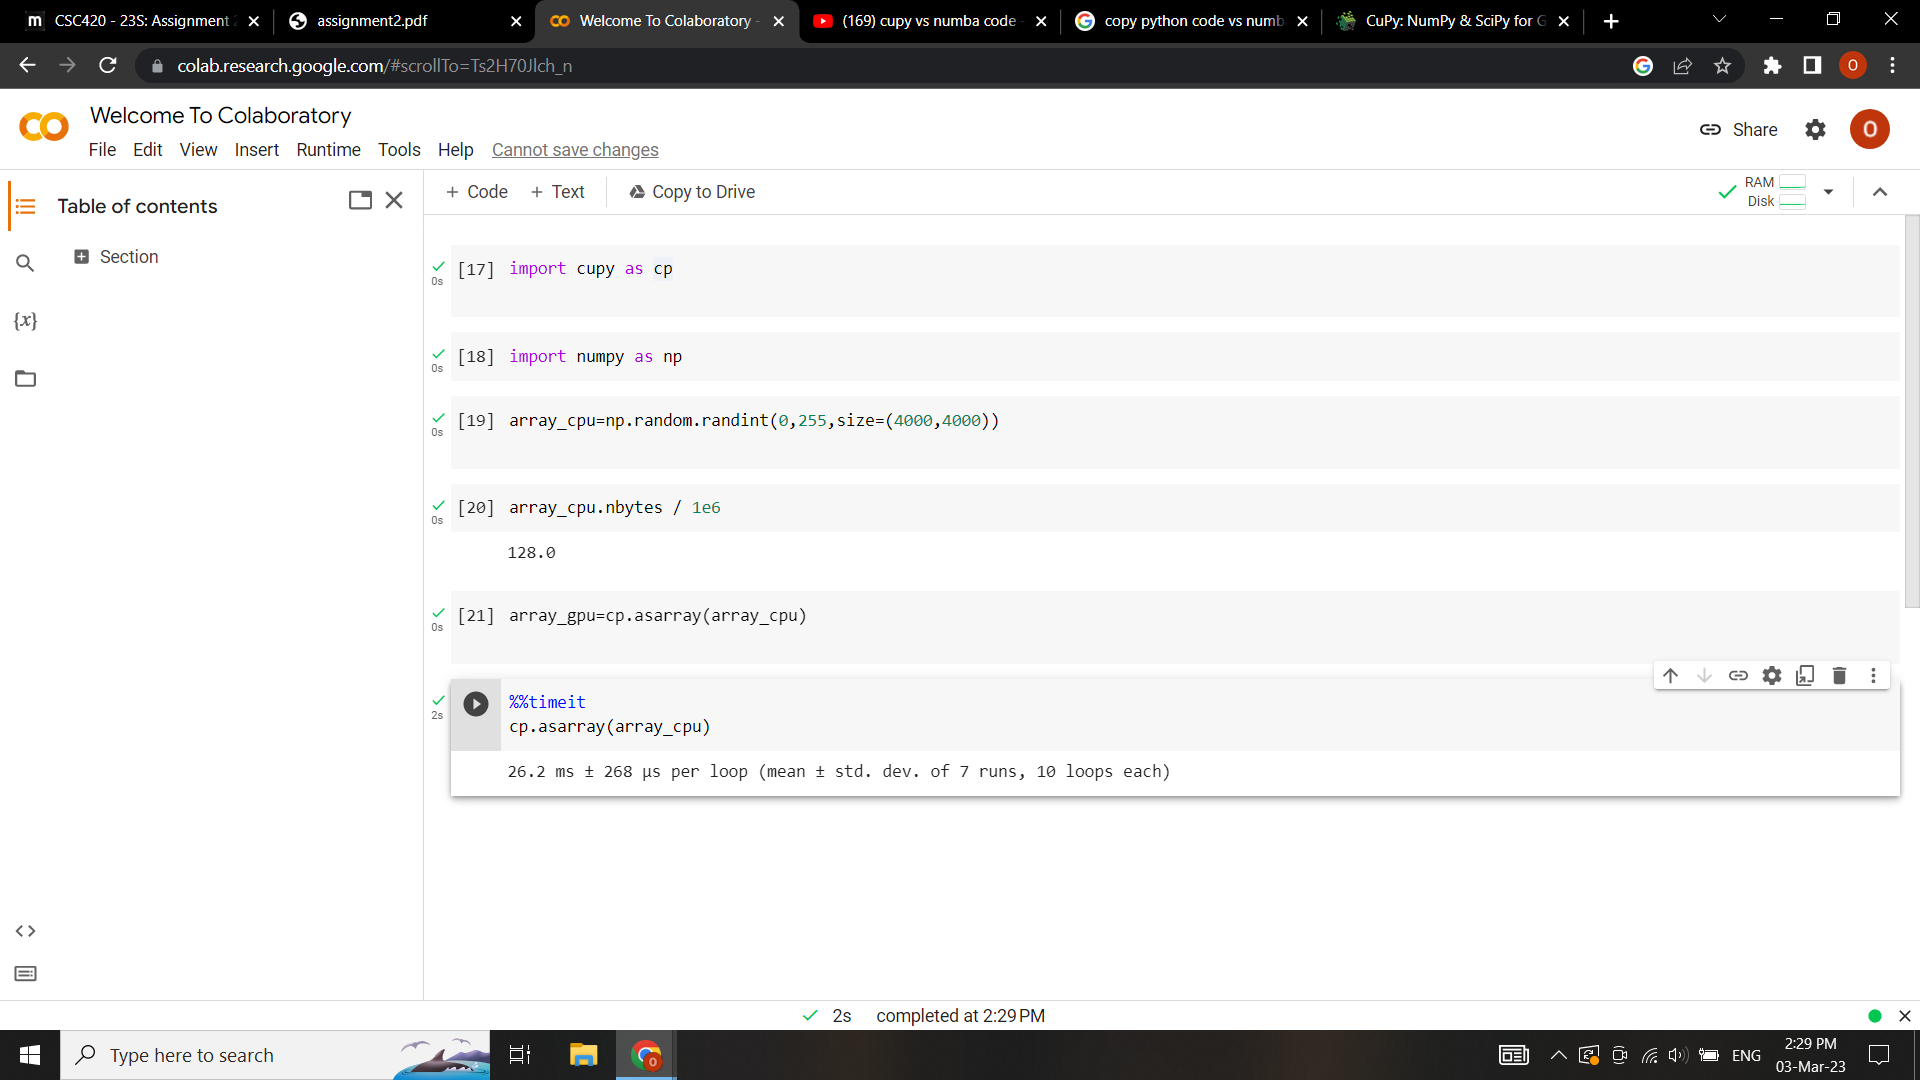 CSC420 - 23S: Assignment 2
assignment2.pdf
Welcome To Colaboratory -
(169) cupy vs numba code -
copy python code vs numb
CuPy: NumPy & SciPy for G
colab.research.google.com/#scrollTo=Ts2H70Jlch_n
O
Welcome To Colaboratory
File Edit View Insert Runtime Tools Help Cannot save changes
Share
O
Table of contents
Section
+ Code + Text Copy to Drive
RAM
Disk
{x}
[17] import cupy as cp
0s
[18] import numpy as np
0s
[19] array_cpu=np.random.randint(0,255,size=(4000,4000))
0s
[20] array_cpu.nbytes / 1e6
0s
128.0
[21] array_gpu=cp.asarray(array_cpu)
0s
%%timeit
2s
cp.asarray(array_cpu)
26.2 ms ± 268 µs per loop (mean ± std. dev. of 7 runs, 10 loops each)
2s completed at 2:29 PM
Type here to search
ENG
2:29 PM
03-Mar-23